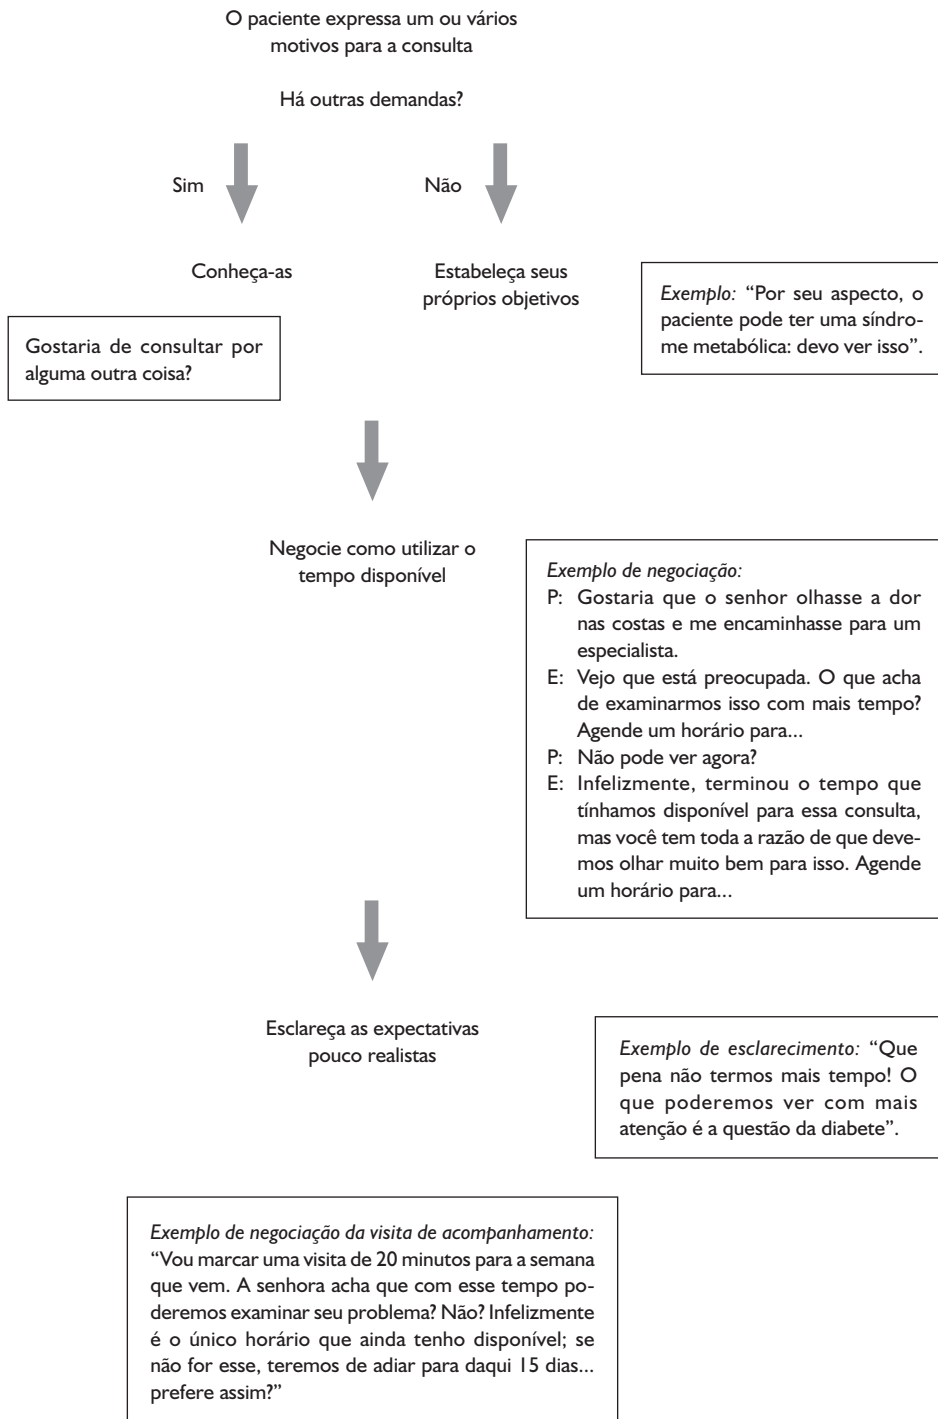 O paciente expressa um ou vários
motivos para a consulta
Há outras demandas?
Sim
Não
Conheça-as
Estabeleça seus
próprios objetivos
Exemplo: “Por seu aspecto, o
paciente pode ter uma síndro-
me metabólica: devo ver isso”.
Gostaria de consultar por
alguma outra coisa?
Negocie como utilizar o
tempo disponível
Exemplo de negociação:
P: Gostaria que o senhor olhasse a dor
nas costas e me encaminhasse para um
especialista.
E: Vejo que está preocupada. O que acha
de examinarmos isso com mais tempo?
Agende um horário para...
P: Não pode ver agora?
E: Infelizmente, terminou o tempo que
tínhamos disponível para essa consulta,
mas você tem toda a razão de que deve-
mos olhar muito bem para isso. Agende
um horário para...
Esclareça as expectativas
pouco realistas
Exemplo de esclarecimento: “Que
pena não termos mais tempo! O
que poderemos ver com mais
atenção é a questão da diabete”.
Exemplo de negociação da visita de acompanhamento:
“Vou marcar uma visita de 20 minutos para a semana
que vem. A senhora acha que com esse tempo po-
deremos examinar seu problema? Não? Infelizmente
é o único horário que ainda tenho disponível; se
não for esse, teremos de adiar para daqui 15 dias...
prefere assim?”